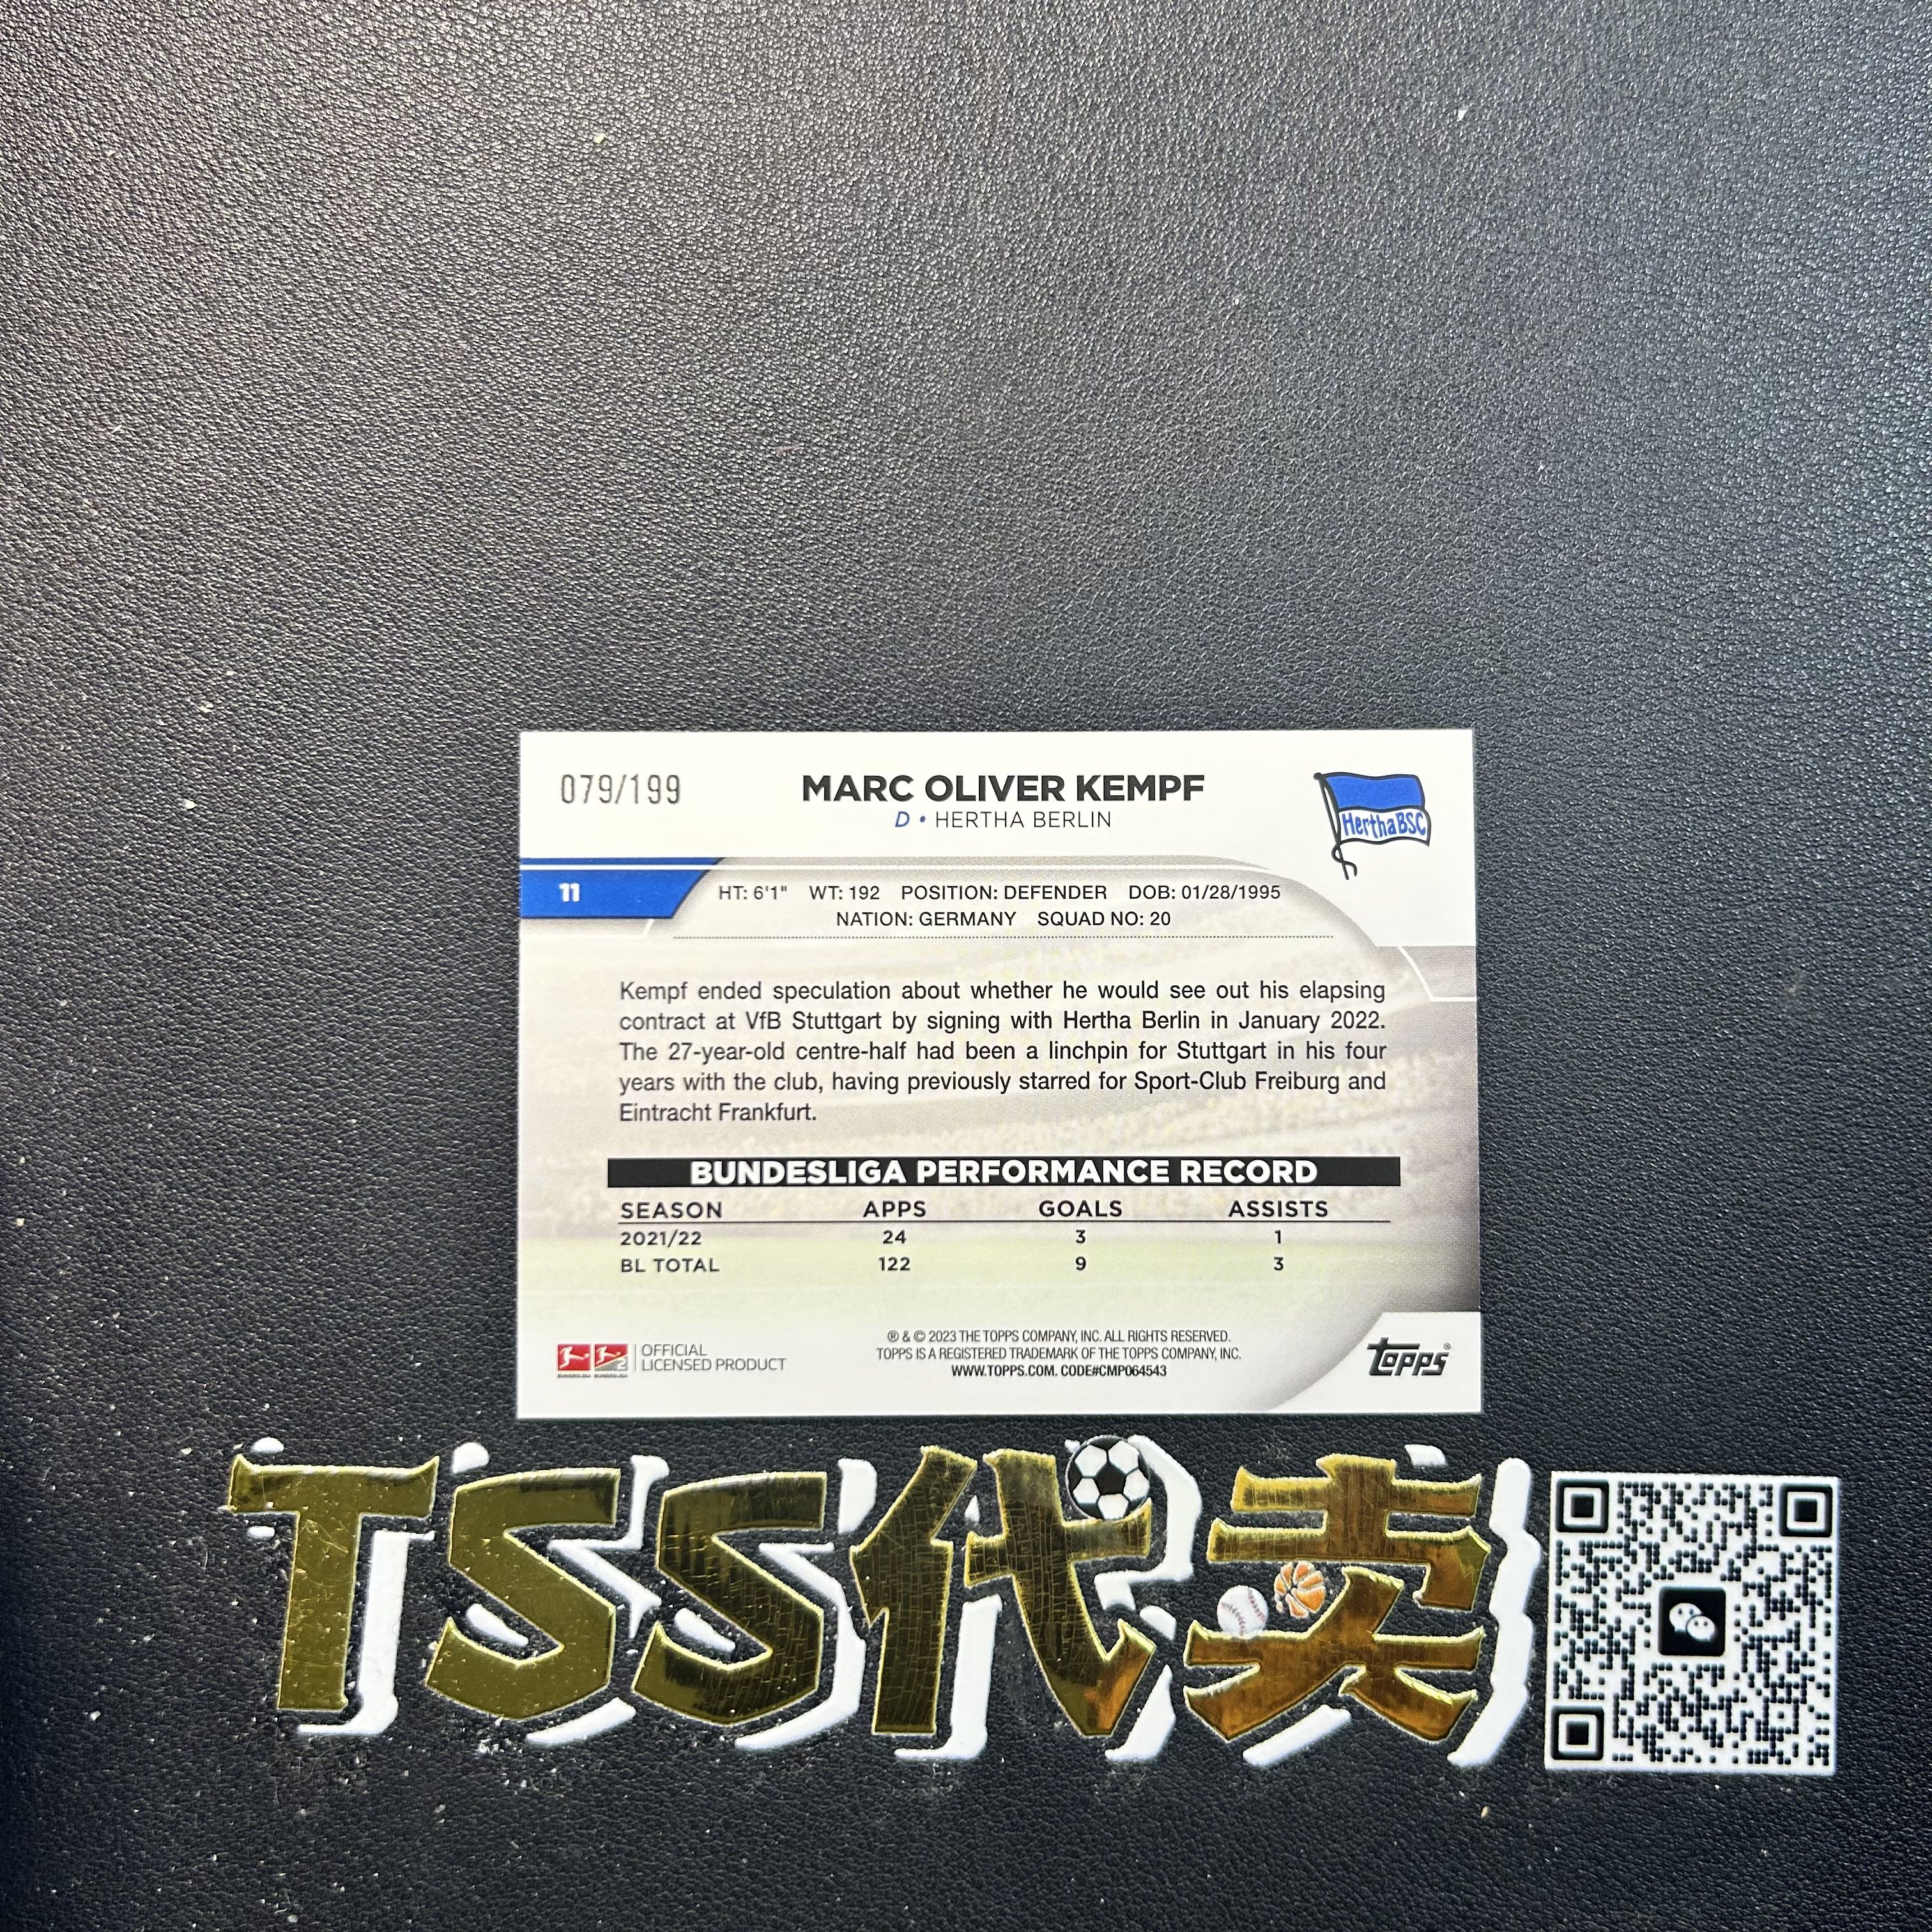 079/199
MARC OLIVER KEMPF
D • HERTHA BERLIN
Hertha BSC
11
HT: 6'1" WT: 192 POSITION: DEFENDER DOB: 01/28/1995
NATION: GERMANY SQUAD NO: 20
Kempf ended speculation about whether he would see out his elapsing
contract at VfB Stuttgart by signing with Hertha Berlin in January 2022.
The 27-year-old centre-half had been a linchpin for Stuttgart in his four
years with the club, having previously starred for Sport-Club Freiburg and
Eintracht Frankfurt.
BUNDESLIGA PERFORMANCE RECORD
SEASON APPS GOALS ASSISTS
2021/22 24 3 1
BL TOTAL 122 9 3
OFFICIAL
LICENSED PRODUCT
® & © 2023 THE TOPPS COMPANY, INC. ALL RIGHTS RESERVED.
TOPPS IS A REGISTERED TRADEMARK OF THE TOPPS COMPANY, INC.
WWW.TOPPS.COM. CODE#CMP064543
topps®
TSS代卖